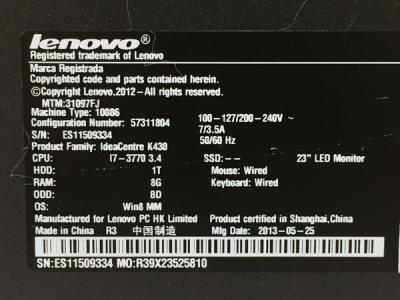 lenovo®
Registered trademark of Lenovo
Marca Registrada
Copyrighted code and parts contained herein.
©Copyright Lenovo,2012- All Rights Reserved
MTM:31097FJ
Machine Type: 10086
100-127/200-240V ~
Configuration Number: 57311804
7/3.5A
S/N: ES11509334
50/60 Hz
Product Family: IdeaCentre K430
CPU: I7-3770 3.4 SSD: -- 23" LED Monitor
HDD: 1T Mouse: Wired
RAM: 8G Keyboard: Wired
ODD: BD
OS: Win8 MM
Manufactured for Lenovo PC HK Limited Product of Shanghai,China
Made in China R3 中国制造 Mfg Date: 2013-05-25
SN:ES11509334 MO:R39X23525810